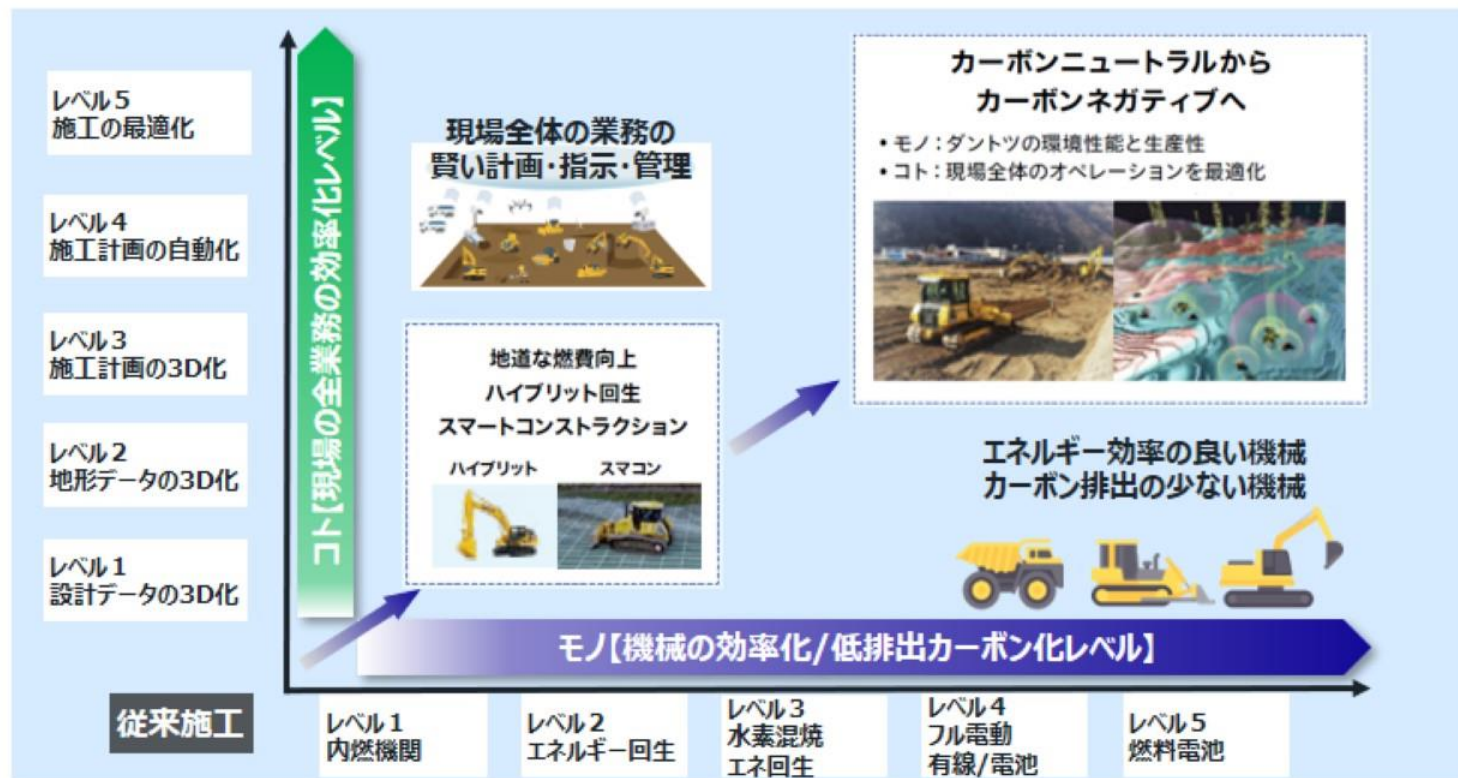 レベル5
施工の最適化
レベル4
施工計画の自動化
レベル3
施工計画の3D化
レベル2
地形データの3D化
レベル1
設計データの3D化
コト【現場の全業務の効率化レベル】
現場全体の業務の
賢い計画・指示・管理
地道な燃費向上
ハイブリット回生
スマートコンストラクション
ハイブリット
スマコン
カーボンニュートラルから
カーボンネガティブへ
• モノ：ダントツの環境性能と生産性
• コト：現場全体のオペレーションを最適化
エネルギー効率の良い機械
カーボン排出の少ない機械
モノ【機械の効率化/低排出カーボン化レベル】
従来施工
レベル1
内燃機関
レベル2
エネルギー回生
レベル3
水素混焼
エネ回生
レベル4
フル電動
有線/電池
レベル5
燃料電池